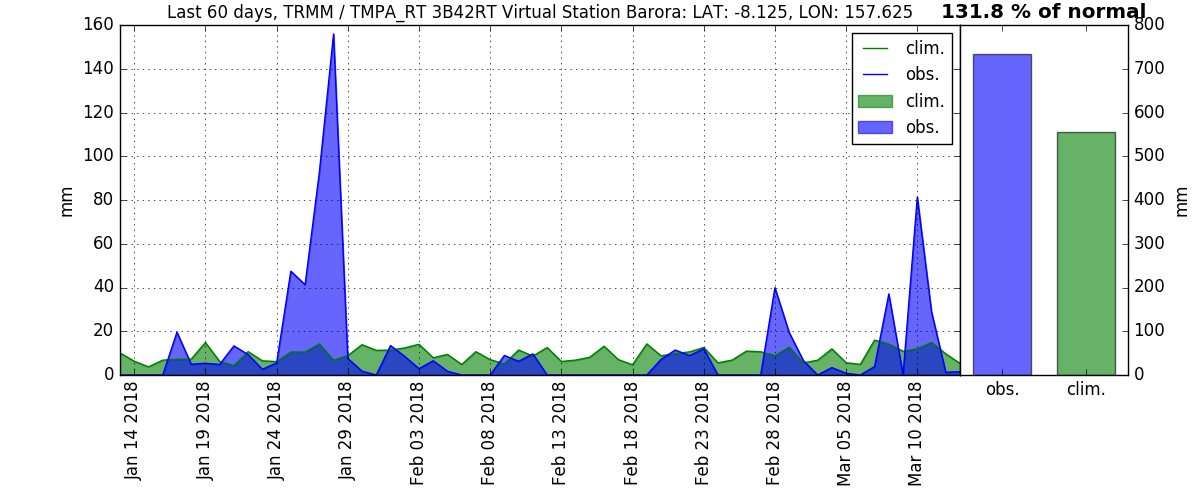 Last 60 days, TRMM / TMPA_RT 3B42RT Virtual Station Barora: LAT: -8.125, LON: 157.625
131.8 % of normal
160
140
120
100
80
60
40
20
0
mm
clim.
obs.
clim.
obs.
800
700
600
500
400
300
200
100
0
mm
Jan 14 2018
Jan 19 2018
Jan 24 2018
Jan 29 2018
Feb 03 2018
Feb 08 2018
Feb 13 2018
Feb 18 2018
Feb 23 2018
Feb 28 2018
Mar 05 2018
Mar 10 2018
obs.
clim.